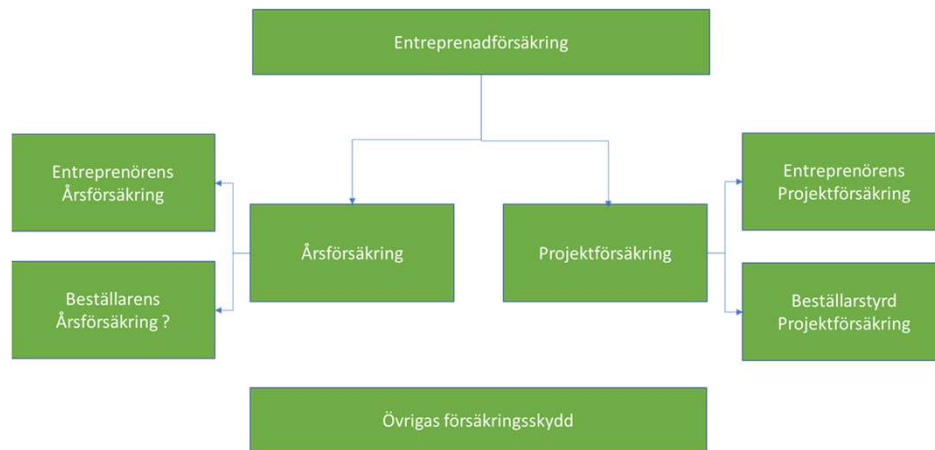 Entreprenadförsäkring
Entreprenörens
Årsförsäkring
Entreprenörens
Projektförsäkring
Årsförsäkring
Projektförsäkring
Beställarens
Årsförsäkring ?
Beställarstyrd
Projektförsäkring
Övrigas försäkringsskydd